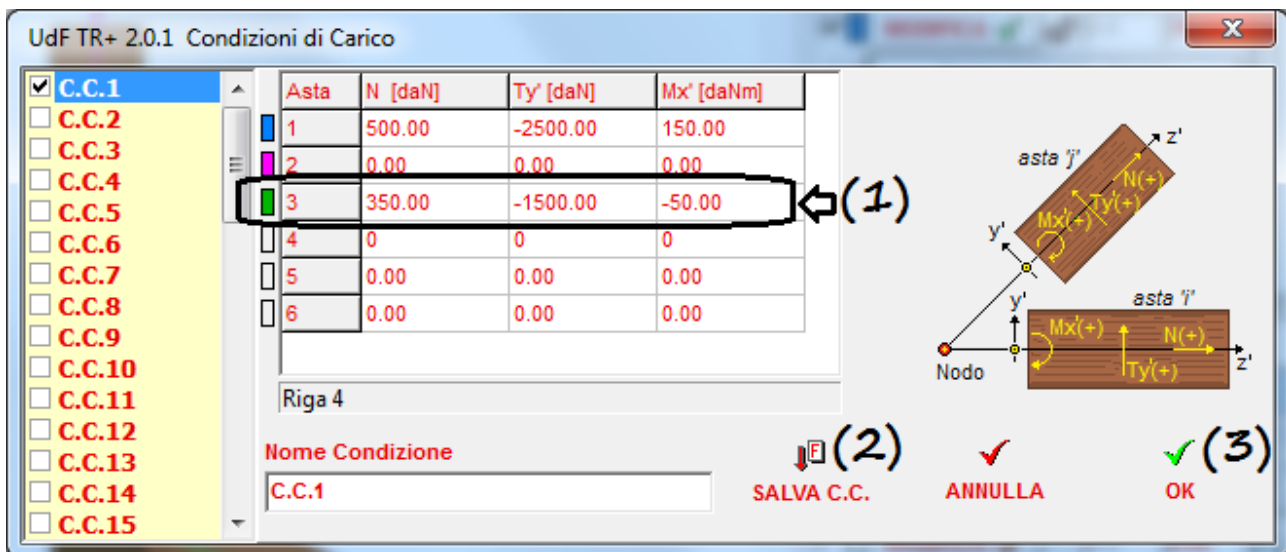 UdF TR+ 2.0.1 Condizioni di Carico
x
C.C.1
C.C.2
C.C.3
C.C.4
C.C.5
C.C.6
C.C.7
C.C.8
C.C.9
C.C.10
C.C.11
C.C.12
C.C.13
C.C.14
C.C.15
Asta N [daN] Ty' [daN] Mx' [daNm]
1 500.00 -2500.00 150.00
2 0.00 0.00 0.00
3 350.00 -1500.00 -50.00
4 0 0 0
5 0.00 0.00 0.00
6 0.00 0.00 0.00
Riga 4
(1)
asta 'j'
z'
N(+)
Ty'(+)
Mx'(+)
y'
asta 'i'
y'
Mx'(+)
N(+)
Ty'(+)
z'
Nodo
Nome Condizione
C.C.1
F (2)
SALVA C.C.
ANNULLA
(3)
OK